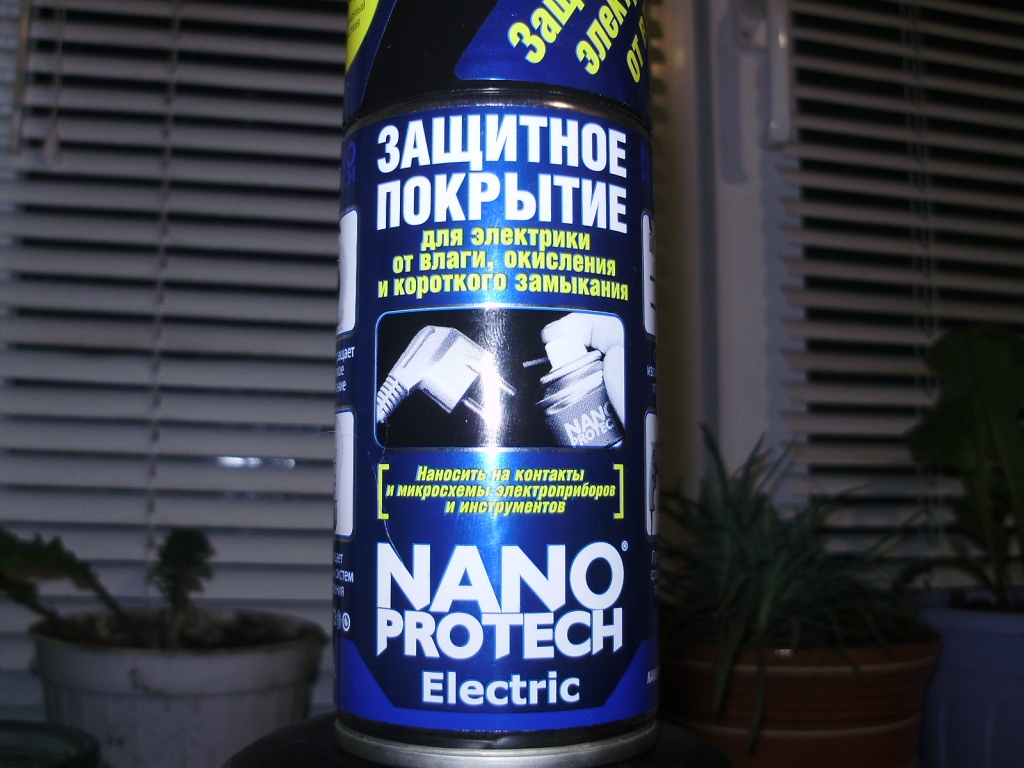 ЗАЩИТНОЕ
ПОКРЫТИЕ
для электрики
от влаги, окисления
и короткого замыкания
NANO
PROTECH
Наносить на контакты
и микросхемы электроприборов
и инструментов
NANO®
PROTECH
Electric